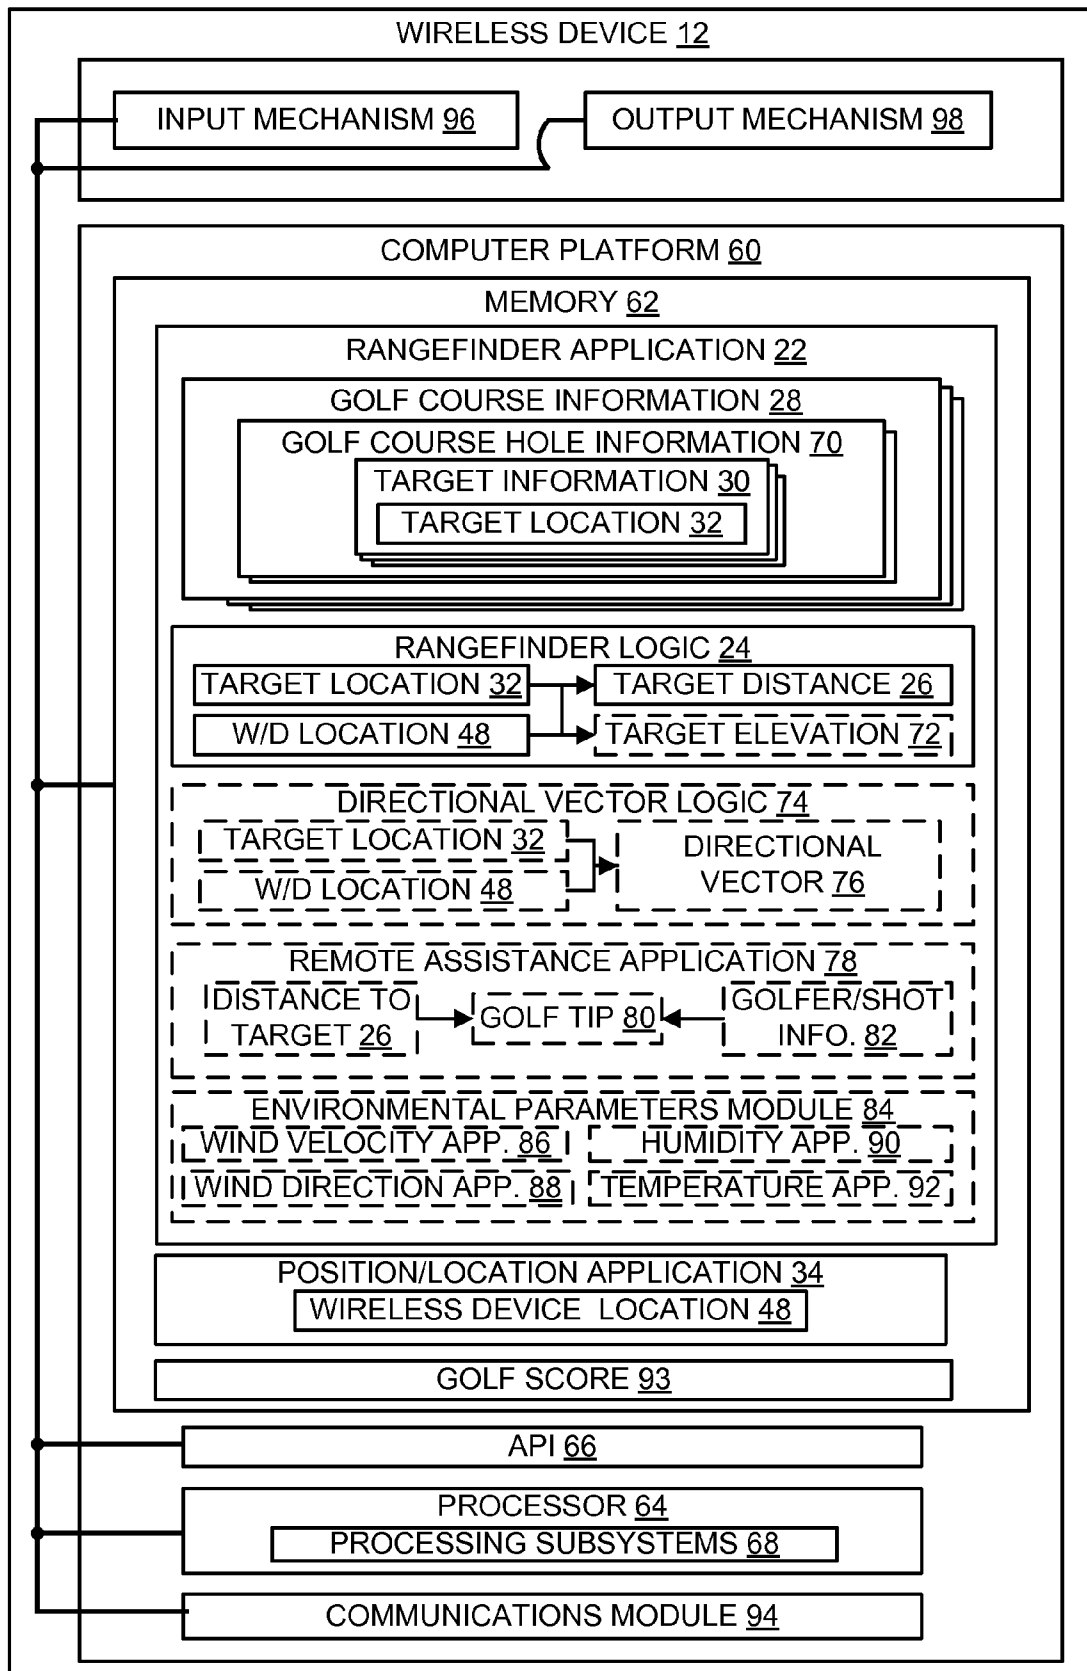 WIRELESS DEVICE 12
INPUT MECHANISM 96
OUTPUT MECHANISM 98
COMPUTER PLATFORM 60
MEMORY 62
RANGEFINDER APPLICATION 22
GOLF COURSE INFORMATION 28
GOLF COURSE HOLE INFORMATION 70
TARGET INFORMATION 30
TARGET LOCATION 32
RANGEFINDER LOGIC 24
TARGET LOCATION 32
TARGET DISTANCE 26
W/D LOCATION 48
TARGET ELEVATION 72
DIRECTIONAL VECTOR LOGIC 74
TARGET LOCATION 32
W/D LOCATION 48
DIRECTIONAL
VECTOR 76
REMOTE ASSISTANCE APPLICATION 78
DISTANCE TO
TARGET 26
GOLF TIP 80
GOLFER/SHOT
INFO. 82
ENVIRONMENTAL PARAMETERS MODULE 84
WIND VELOCITY APP. 86
HUMIDITY APP. 90
WIND DIRECTION APP. 88
TEMPERATURE APP. 92
POSITION/LOCATION APPLICATION 34
WIRELESS DEVICE LOCATION 48
GOLF SCORE 93
API 66
PROCESSOR 64
PROCESSING SUBSYSTEMS 68
COMMUNICATIONS MODULE 94